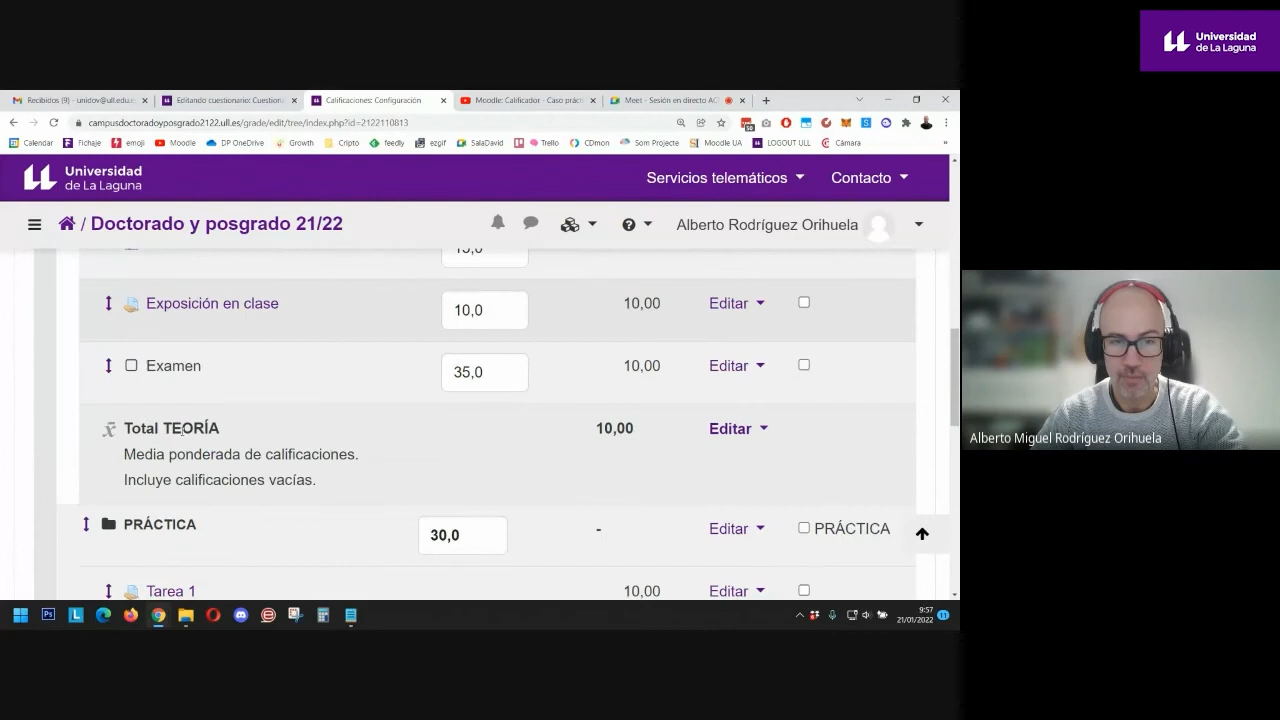 Universidad
de La Laguna
Recibidos (9) - unidov@ull.edu.e
Editando cuestionario: Cuestion
Calificaciones: Configuración
Moodle: Calificador - Caso prác
Meet - Sesión en directo AC
campusdoctoradoyposgrado2122.ull.es/grade/edit/tree/index.php?id=2122110813
Calendar
Fichaje
emoji
Moodle
DP OneDrive
Growth
Cripto
feedly
ezgif
SalaDavid
Trello
CDmon
Som Projecte
Moodle UA
LOGOUT ULL
Cámara
Universidad
de La Laguna
Servicios telemáticos
Contacto
/ Doctorado y posgrado 21/22
Alberto Rodríguez Orihuela
Exposición en clase
10,0
10,00
Editar
Examen
35,0
10,00
Editar
Total TEORÍA
10,00
Editar
Media ponderada de calificaciones.
Incluye calificaciones vacías.
PRÁCTICA
30,0
-
Editar
PRÁCTICA
Tarea 1
10,00
Editar
Alberto Miguel Rodríguez Orihuela
9:57
21/01/2022